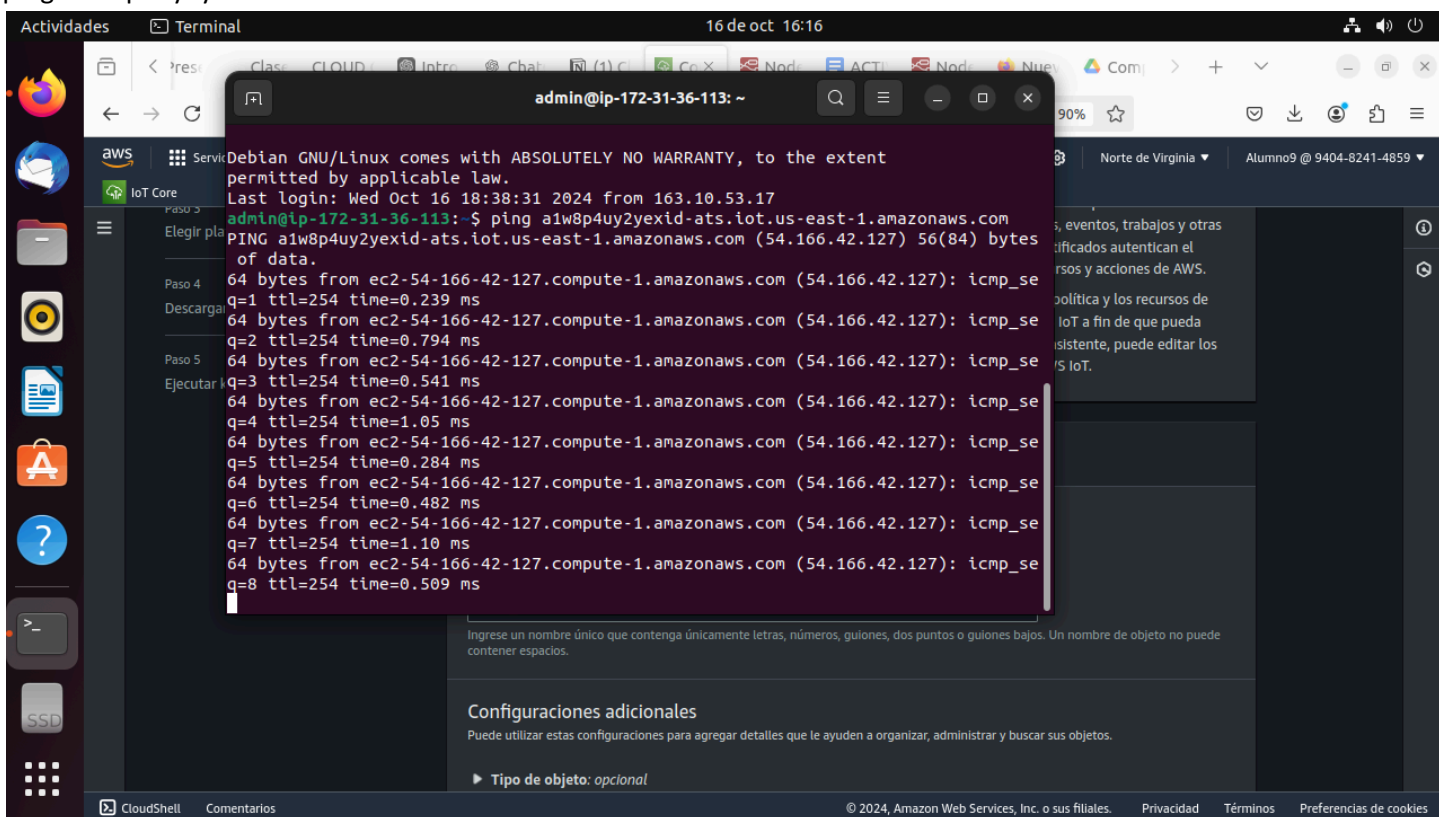 Actividades Terminal 16 de oct 16:16
Clas CLOUD Intro Chat (1) C Co Node ACTI Node Nuev Com
admin@ip-172-31-36-113: ~
90%
aws Servic Norte de Virginia Alumno9 @ 9404-8241-4859
IoT Core
Paso 3
Elegir pla
Paso 4
Descargar
Paso 5
Ejecutar k
Debian GNU/Linux comes with ABSOLUTELY NO WARRANTY, to the extent
permitted by applicable law.
Last login: Wed Oct 16 18:38:31 2024 from 163.10.53.17
admin@ip-172-31-36-113:~$ ping a1w8p4uy2yexid-ats.iot.us-east-1.amazonaws.com
PING a1w8p4uy2yexid-ats.iot.us-east-1.amazonaws.com (54.166.42.127) 56(84) bytes
of data.
64 bytes from ec2-54-166-42-127.compute-1.amazonaws.com (54.166.42.127): icmp_se
q=1 ttl=254 time=0.239 ms
64 bytes from ec2-54-166-42-127.compute-1.amazonaws.com (54.166.42.127): icmp_se
q=2 ttl=254 time=0.794 ms
64 bytes from ec2-54-166-42-127.compute-1.amazonaws.com (54.166.42.127): icmp_se
q=3 ttl=254 time=0.541 ms
64 bytes from ec2-54-166-42-127.compute-1.amazonaws.com (54.166.42.127): icmp_se
q=4 ttl=254 time=1.05 ms
64 bytes from ec2-54-166-42-127.compute-1.amazonaws.com (54.166.42.127): icmp_se
q=5 ttl=254 time=0.284 ms
64 bytes from ec2-54-166-42-127.compute-1.amazonaws.com (54.166.42.127): icmp_se
q=6 ttl=254 time=0.482 ms
64 bytes from ec2-54-166-42-127.compute-1.amazonaws.com (54.166.42.127): icmp_se
q=7 ttl=254 time=1.10 ms
64 bytes from ec2-54-166-42-127.compute-1.amazonaws.com (54.166.42.127): icmp_se
q=8 ttl=254 time=0.509 ms
s, eventos, trabajos y otras
tificados autentican el
rsos y acciones de AWS.
política y los recursos de
IoT a fin de que pueda
sistente, puede editar los
S IoT.
Ingrese un nombre único que contenga únicamente letras, números, guiones, dos puntos o guiones bajos. Un nombre de objeto no puede
contener espacios.
Configuraciones adicionales
Puede utilizar estas configuraciones para agregar detalles que le ayuden a organizar, administrar y buscar sus objetos.
Tipo de objeto: opcional
SSD
CloudShell Comentarios © 2024, Amazon Web Services, Inc. o sus filiales. Privacidad Términos Preferencias de cookies